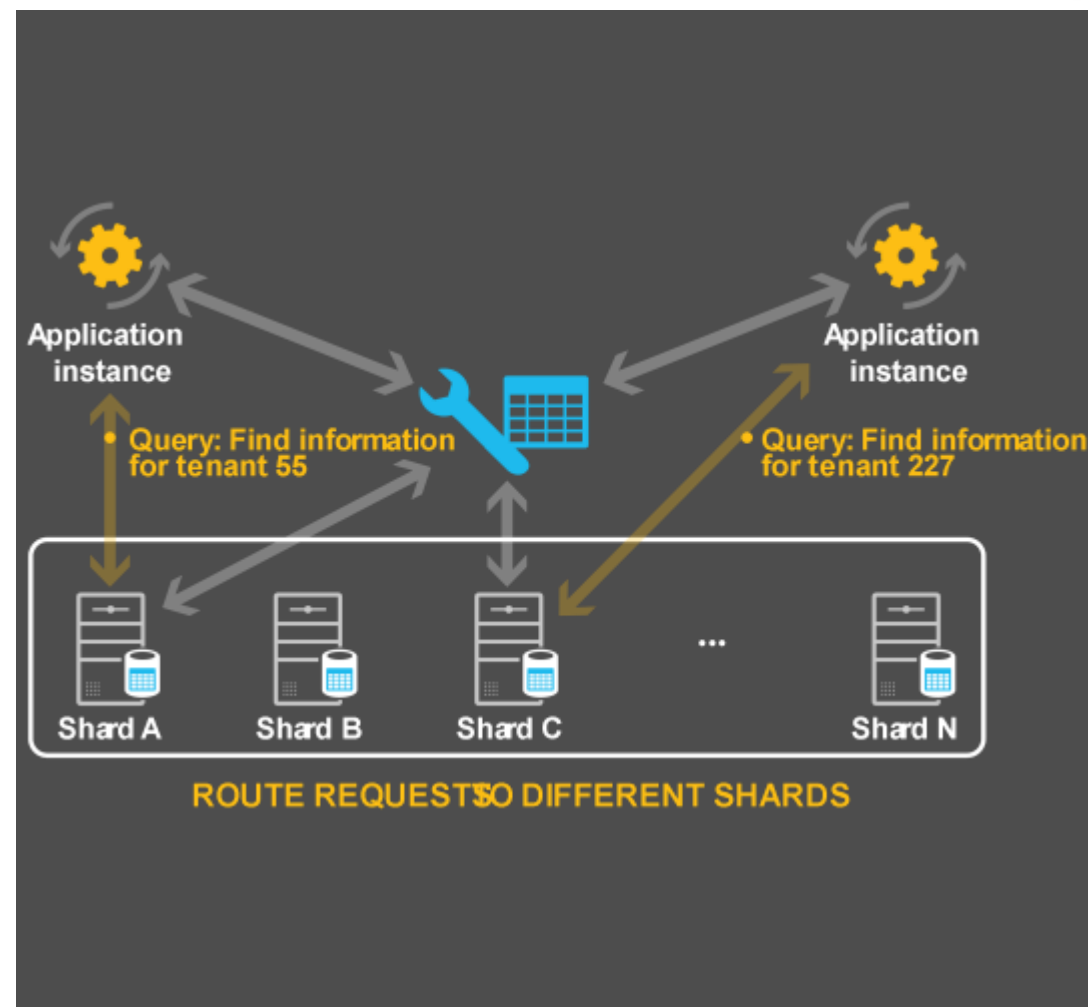 Application
instance
Application
instance
• Query: Find information
for tenant 55
• Query: Find information
for tenant 227
...
Shard A
Shard B
Shard C
Shard N
ROUTE REQUESTS TO DIFFERENT SHARDS